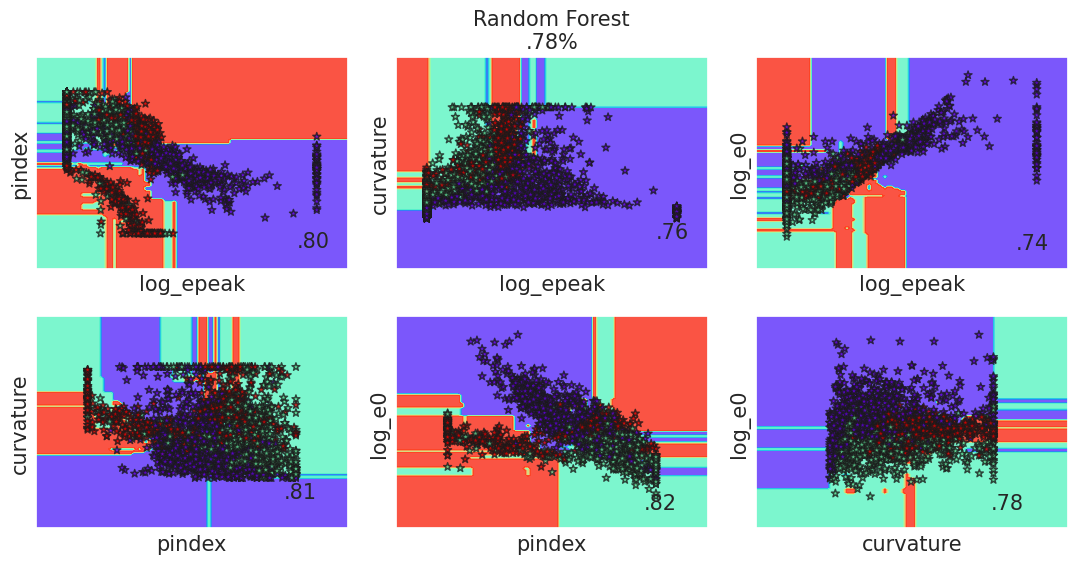 Random Forest
.78%
pindex
.80
log_epeak
curvature
.76
log_epeak
log_e0
.74
log_epeak
curvature
.81
pindex
log_e0
.82
pindex
log_e0
.78
curvature